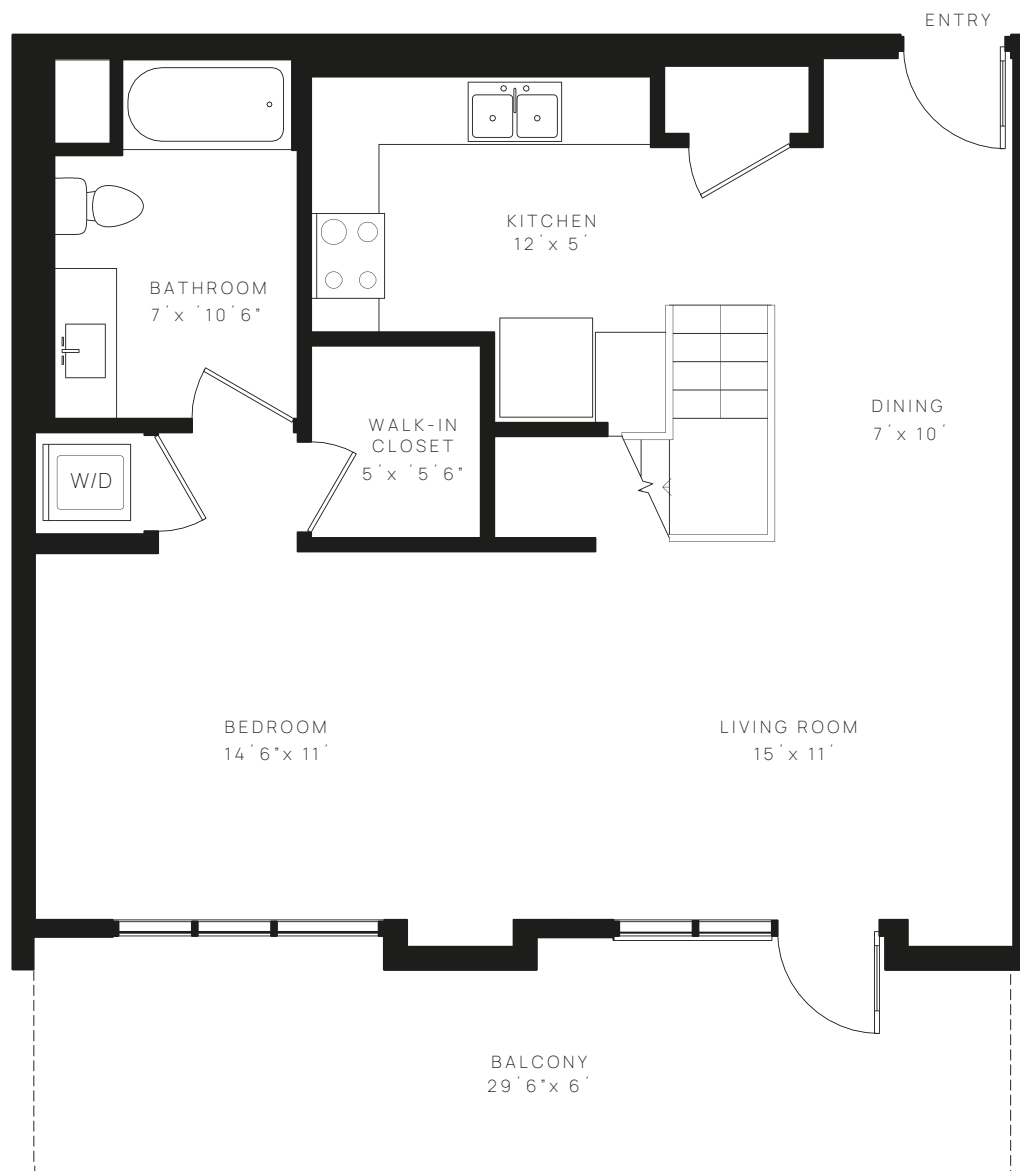 ENTRY
KITCHEN
12´x 5´
BATHROOM
7´x ´10´6”
DINING
7´x 10´
WALK-IN
CLOSET
5´x ´5´6”
W/D
BEDROOM
14´6”x 11´
LIVING ROOM
15´x 11´
BALCONY
29´6”x 6´